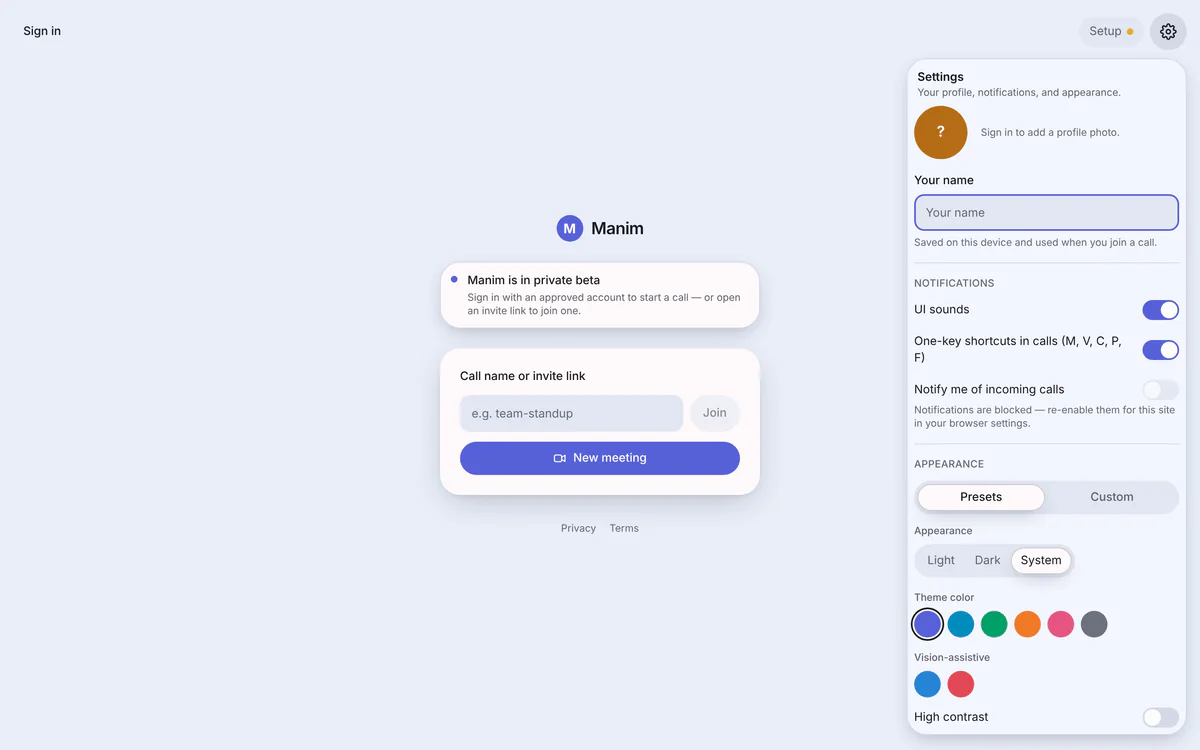 Sign in
Setup
Settings
Your profile, notifications, and appearance.
?
Sign in to add a profile photo.
Your name
Your name
Saved on this device and used when you join a call.
NOTIFICATIONS
UI sounds
One-key shortcuts in calls (M, V, C, P,
F)
Notify me of incoming calls
Notifications are blocked — re-enable them for this site
in your browser settings.
APPEARANCE
Presets
Custom
Appearance
Light
Dark
System
Theme color
Vision-assistive
High contrast
M
Manim
Manim is in private beta
Sign in with an approved account to start a call — or open
an invite link to join one.
Call name or invite link
e.g. team-standup
Join
New meeting
Privacy
Terms